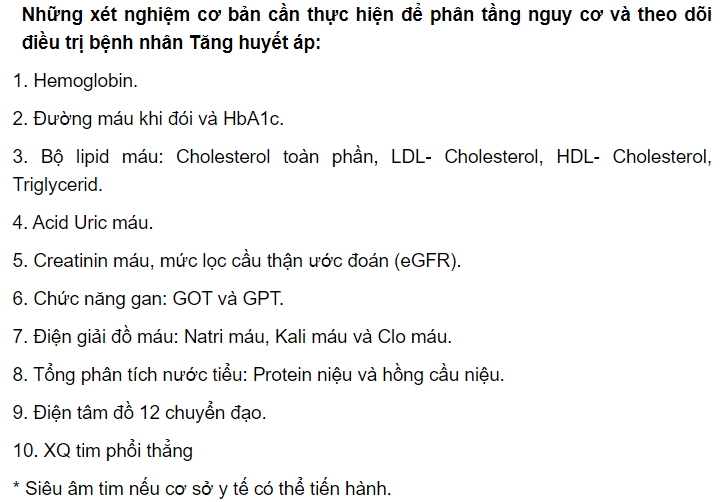 Những xét nghiệm cơ bản cần thực hiện để phân tầng nguy cơ và theo dõi
điều trị bệnh nhân Tăng huyết áp:
1. Hemoglobin.
2. Đường máu khi đói và HbA1c.
3. Bộ lipid máu: Cholesterol toàn phần, LDL- Cholesterol, HDL- Cholesterol,
Triglycerid.
4. Acid Uric máu.
5. Creatinin máu, mức lọc cầu thận ước đoán (eGFR).
6. Chức năng gan: GOT và GPT.
7. Điện giải đồ máu: Natri máu, Kali máu và Clo máu.
8. Tổng phân tích nước tiểu: Protein niệu và hồng cầu niệu.
9. Điện tâm đồ 12 chuyển đạo.
10. XQ tim phổi thẳng
* Siêu âm tim nếu cơ sở y tế có thể tiến hành.